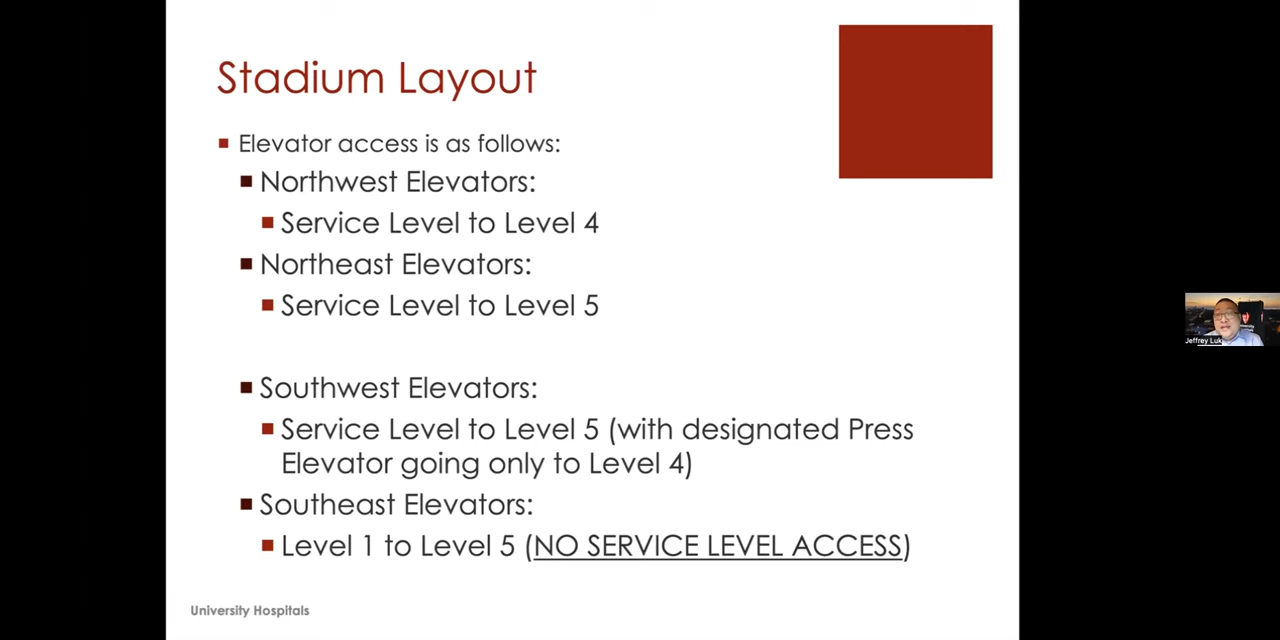 Stadium Layout
Elevator access is as follows:
Northwest Elevators:
Service Level to Level 4
Northeast Elevators:
Service Level to Level 5
Southwest Elevators:
Service Level to Level 5 (with designated Press
Elevator going only to Level 4)
Southeast Elevators:
Level 1 to Level 5 (NO SERVICE LEVEL ACCESS)
University Hospitals
Jeffrey Luk